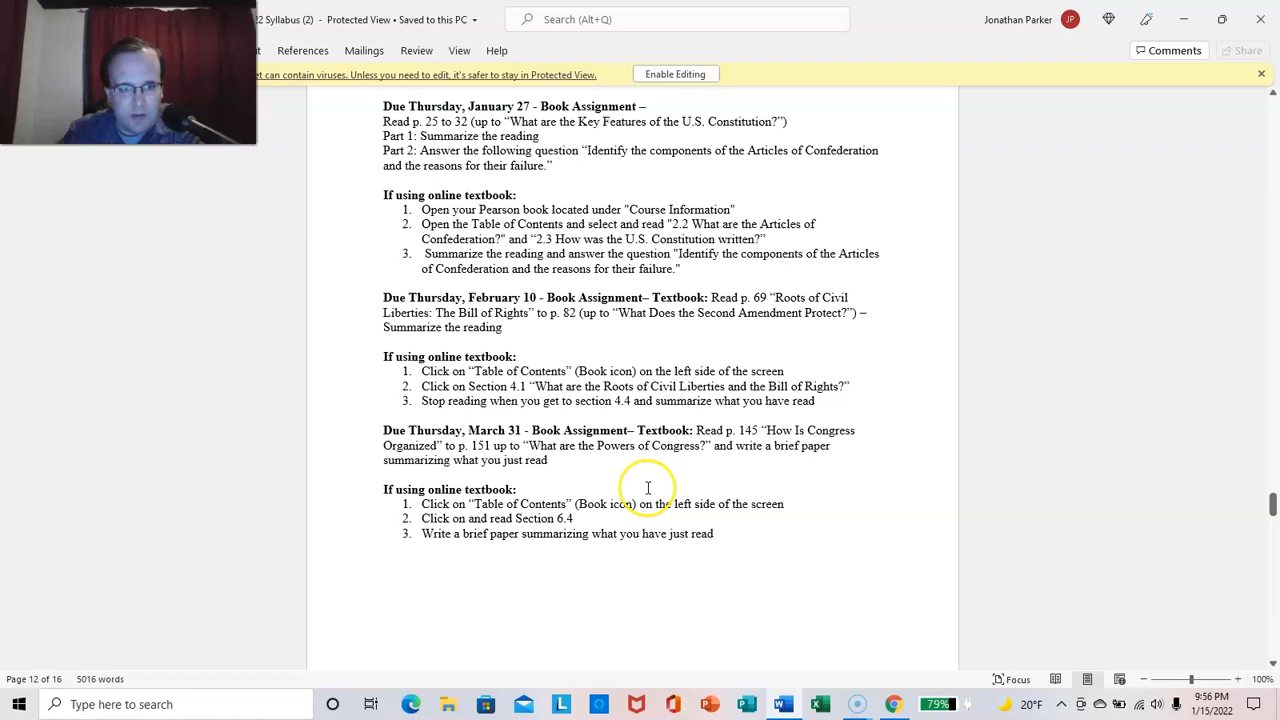 22 Syllabus (2) - Protected View • Saved to this PC
Search (Alt+Q)
Jonathan Parker
JP
References Mailings Review View Help
Comments
Share
et can contain viruses. Unless you need to edit, it's safer to stay in Protected View.
Enable Editing
Due Thursday, January 27 - Book Assignment –
Read p. 25 to 32 (up to “What are the Key Features of the U.S. Constitution?”)
Part 1: Summarize the reading
Part 2: Answer the following question “Identify the components of the Articles of Confederation
and the reasons for their failure.”
If using online textbook:
1. Open your Pearson book located under "Course Information"
2. Open the Table of Contents and select and read "2.2 What are the Articles of
Confederation?" and “2.3 How was the U.S. Constitution written?”
3. Summarize the reading and answer the question "Identify the components of the Articles
of Confederation and the reasons for their failure."
Due Thursday, February 10 - Book Assignment– Textbook: Read p. 69 “Roots of Civil
Liberties: The Bill of Rights” to p. 82 (up to “What Does the Second Amendment Protect?”) –
Summarize the reading
If using online textbook:
1. Click on “Table of Contents” (Book icon) on the left side of the screen
2. Click on Section 4.1 “What are the Roots of Civil Liberties and the Bill of Rights?”
3. Stop reading when you get to section 4.4 and summarize what you have read
Due Thursday, March 31 - Book Assignment– Textbook: Read p. 145 “How Is Congress
Organized” to p. 151 up to “What are the Powers of Congress?” and write a brief paper
summarizing what you just read
If using online textbook:
1. Click on “Table of Contents” (Book icon) on the left side of the screen
2. Click on and read Section 6.4
3. Write a brief paper summarizing what you have just read
Page 12 of 16 5016 words
Focus
100%
Type here to search
79%
20°F
9:56 PM
1/15/2022